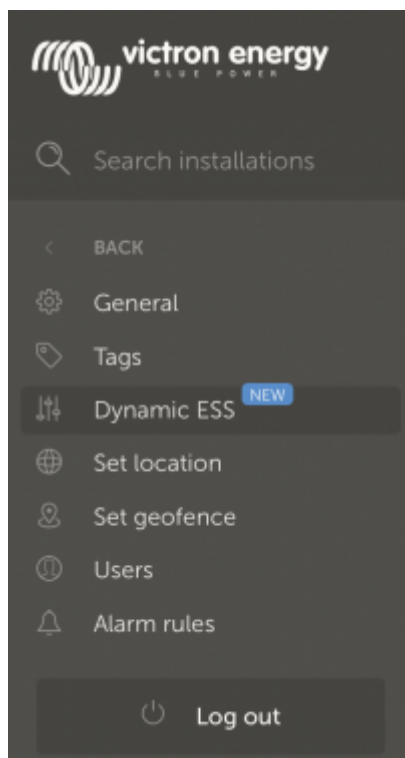 victron energy
BLUE POWER
Search installations
BACK
General
Tags
Dynamic ESS NEW
Set location
Set geofence
Users
Alarm rules
Log out